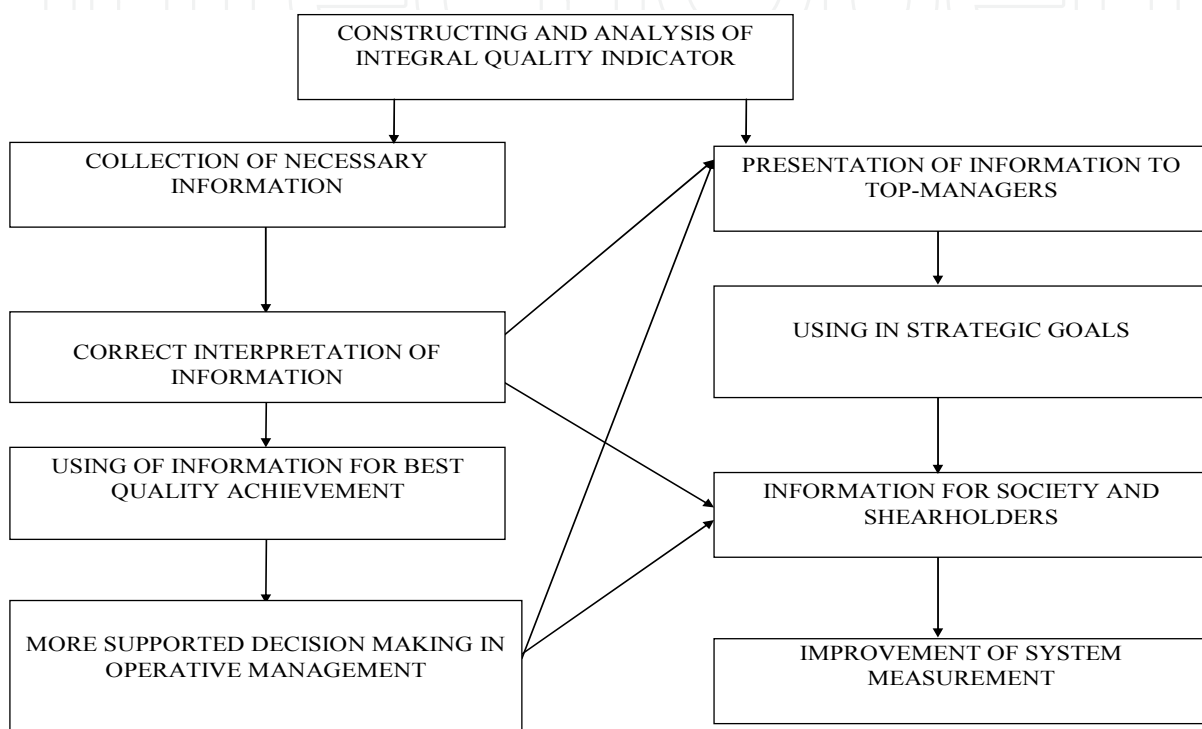 CONSTRUCTING AND ANALYSIS OF
INTEGRAL QUALITY INDICATOR
COLLECTION OF NECESSARY
INFORMATION
PRESENTATION OF INFORMATION TO
TOP-MANAGERS
CORRECT INTERPRETATION OF
INFORMATION
USING IN STRATEGIC GOALS
USING OF INFORMATION FOR BEST
QUALITY ACHIEVEMENT
INFORMATION FOR SOCIETY AND
SHEARHOLDERS
MORE SUPPORTED DECISION MAKING IN
OPERATIVE MANAGEMENT
IMPROVEMENT OF SYSTEM
MEASUREMENT